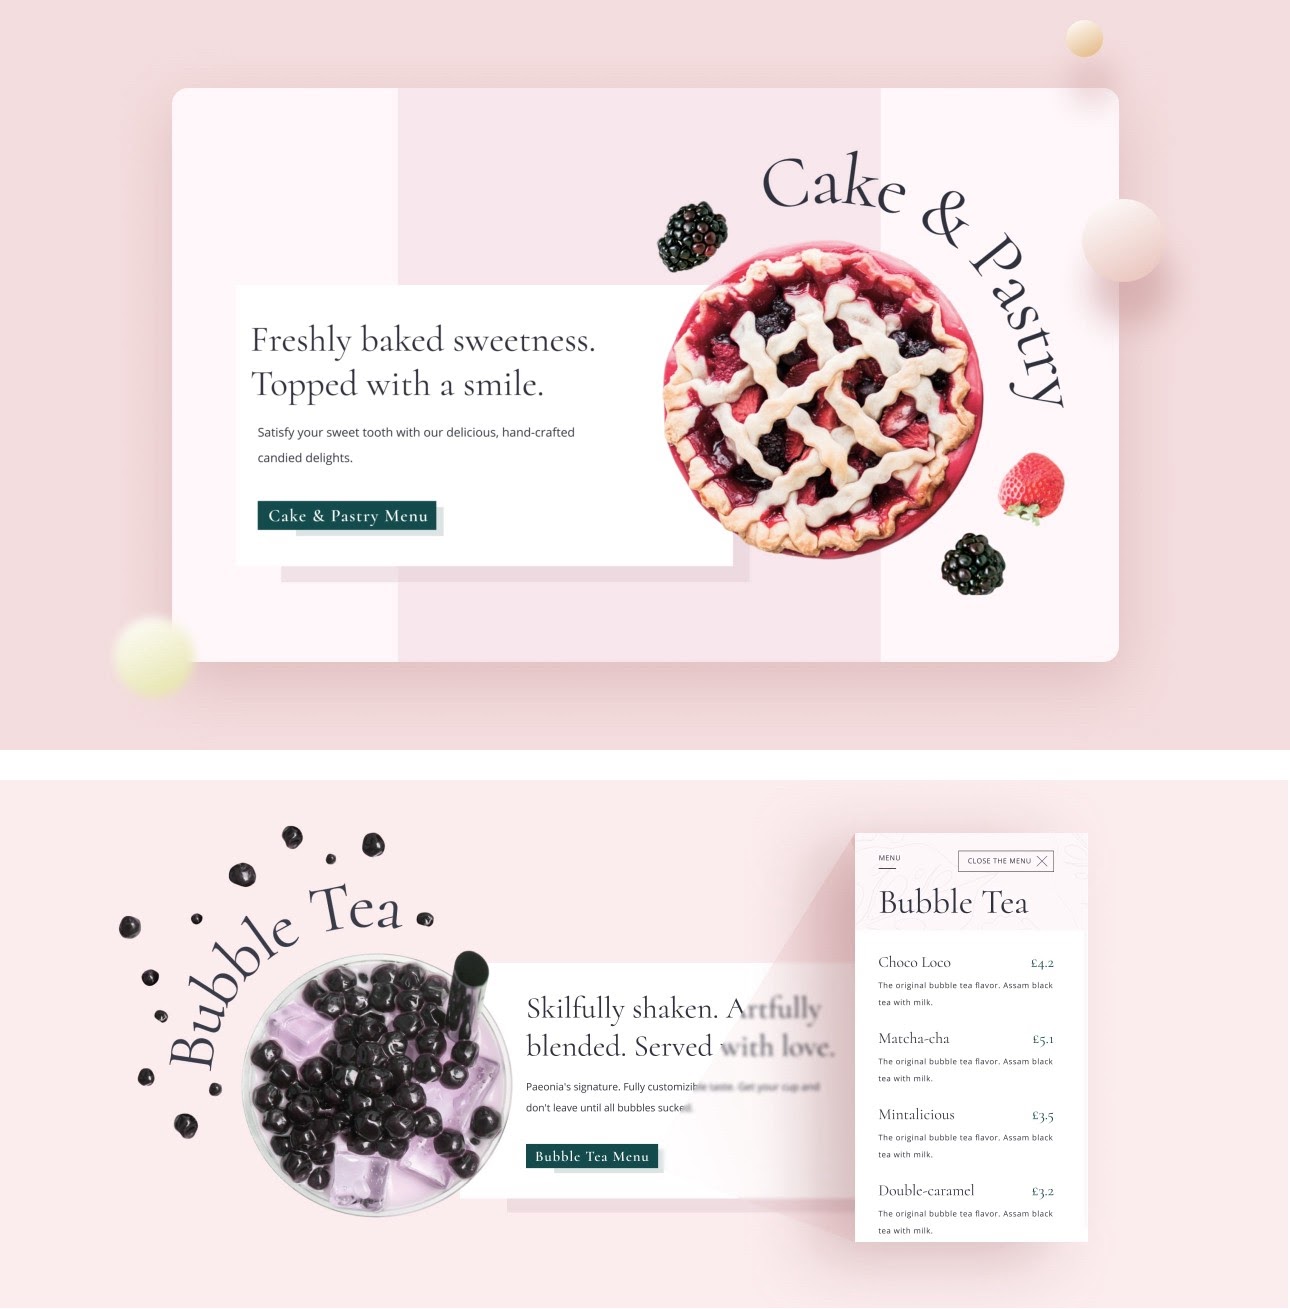 Cake & Pastry
Freshly baked sweetness.
Topped with a smile.
Satisfy your sweet tooth with our delicious, hand-crafted
candied delights.
Cake & Pastry Menu
Bubble Tea
Skilfully shaken. Artfully
blended. Served with love.
Paeonia's signature. Fully customizible taste. Get your cup and
don't leave until all bubbles sucked.
Bubble Tea Menu
MENU
CLOSE THE MENU
Bubble Tea
Choco Loco £4.2
The original bubble tea flavor. Assam black
tea with milk.
Matcha-cha £5.1
The original bubble tea flavor. Assam black
tea with milk.
Mintalicious £3.5
The original bubble tea flavor. Assam black
tea with milk.
Double-caramel £3.2
The original bubble tea flavor. Assam black
tea with milk.